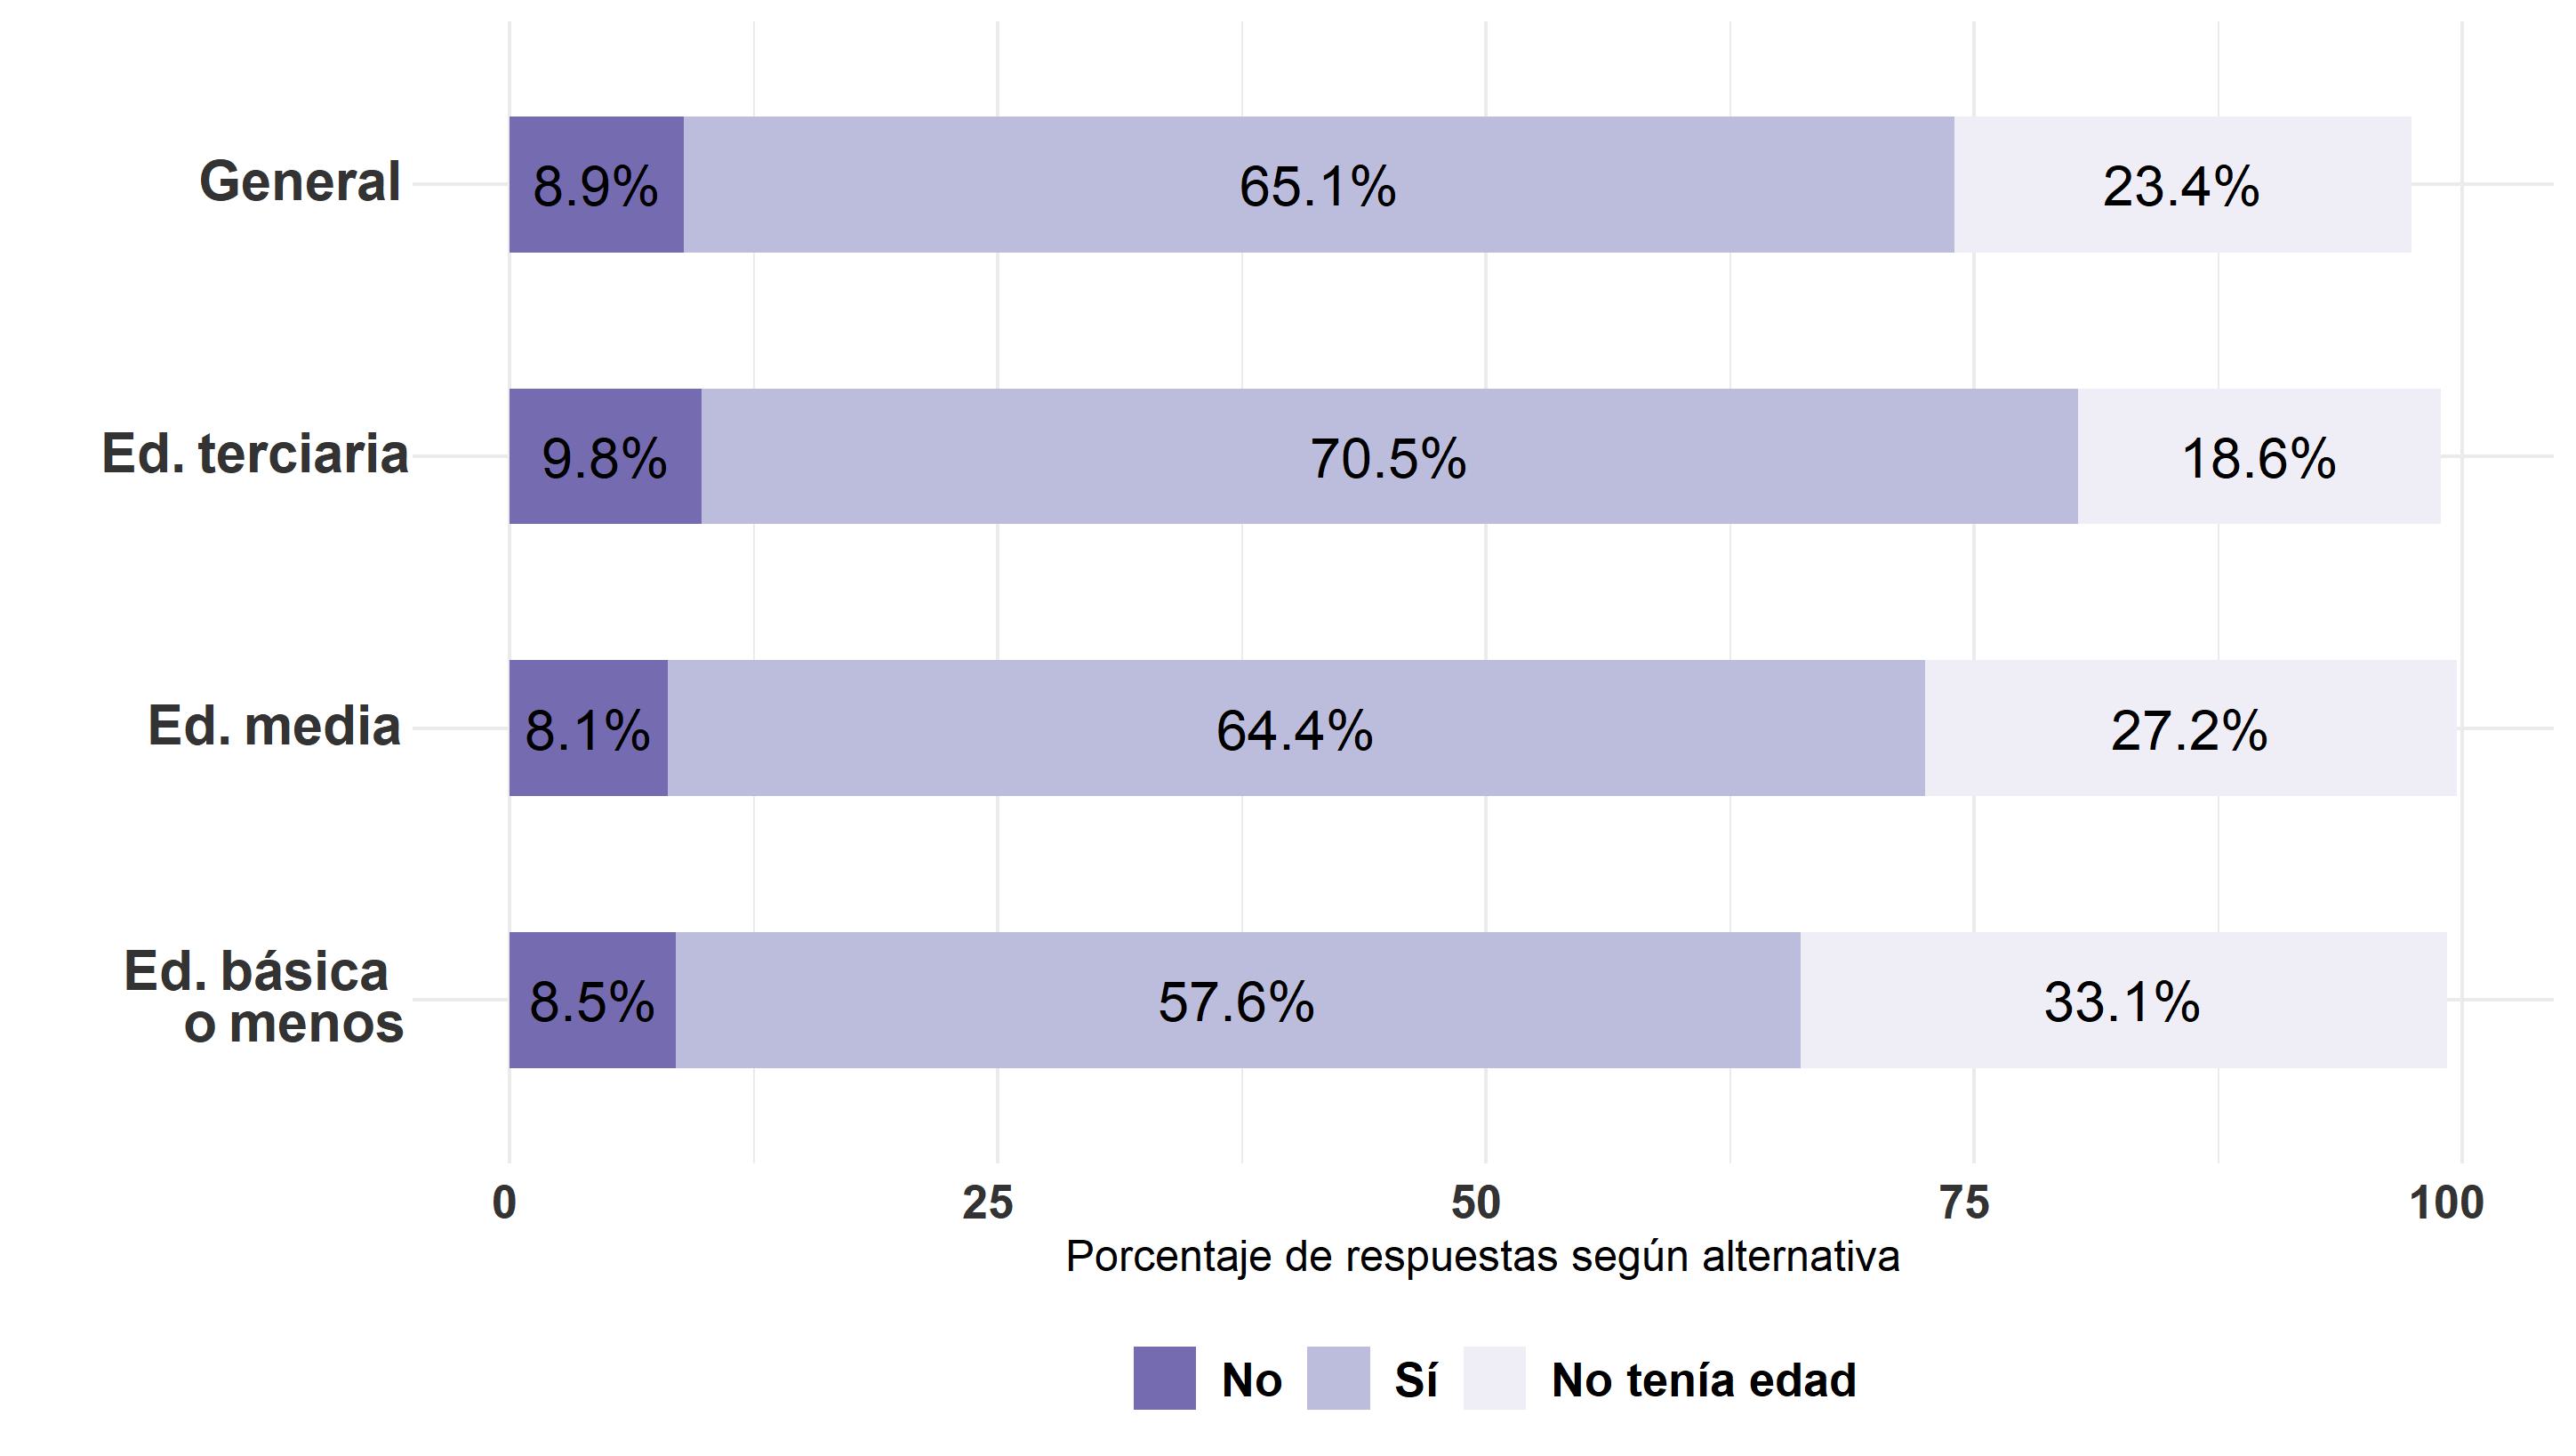 General 8.9% 65.1% 23.4%
Ed. terciaria 9.8% 70.5% 18.6%
Ed. media 8.1% 64.4% 27.2%
Ed. básica
o menos 8.5% 57.6% 33.1%
0 25 50 75 100
Porcentaje de respuestas según alternativa
No Sí No tenía edad